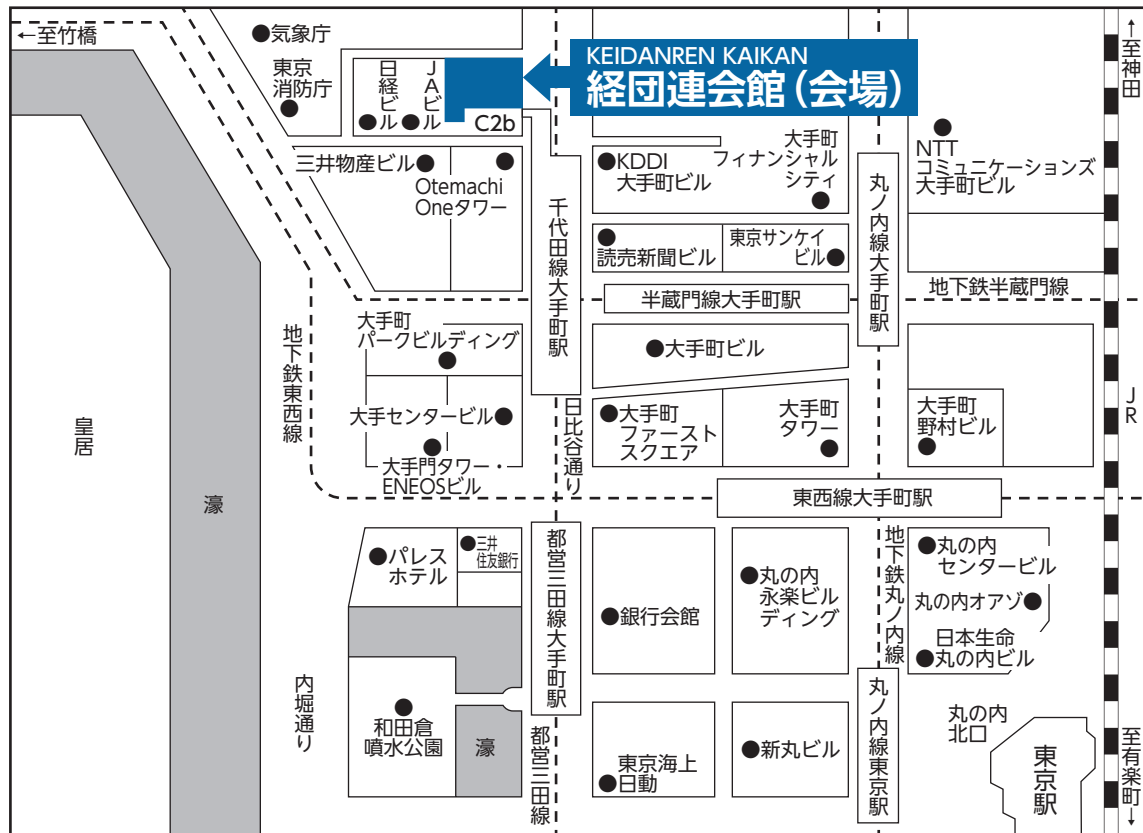 ←至竹橋
気象庁
東京
消防庁
日経ビル
JAビル
C2b
KEIDANREN KAIKAN
経団連会館（会場）
←至神田
三井物産ビル
Otemachi
Oneタワー
千代田線大手町駅
KDDI
大手町ビル
大手町
フィナンシャル
シティ
丸ノ内線大手町駅
NTT
コミュニケーションズ
大手町ビル
読売新聞ビル
東京サンケイ
ビル
半蔵門線大手町駅
地下鉄半蔵門線
地下鉄東西線
大手町
パークビルディング
大手町ビル
皇居
濠
大手センタービル
大手門タワー・
ENEOSビル
日比谷通り
大手町
ファースト
スクエア
大手町
タワー
大手町
野村ビル
JR
東西線大手町駅
パレス
ホテル
三井
住友銀行
都営三田線大手町駅
銀行会館
丸の内
永楽ビル
ディング
地下鉄丸ノ内線
丸の内
センタービル
丸の内オアゾ
日本生命
丸の内ビル
内堀通り
和田倉
噴水公園
濠
都営三田線
東京海上
日動
新丸ビル
丸ノ内線東京駅
丸の内
北口
東京駅
至有楽町→